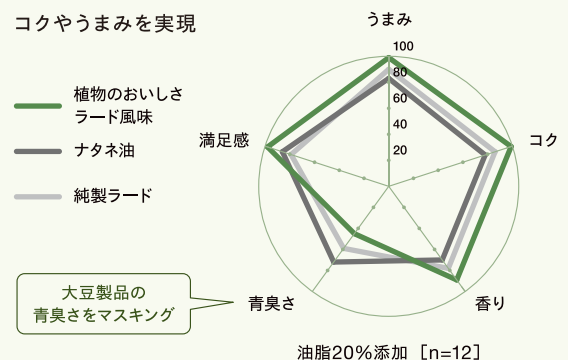 コクやうまみを実現
植物のおいしさ
ラード風味
ナタネ油
純製ラード
うまみ
100
80
60
40
20
コク
香り
青臭さ
満足感
大豆製品の
青臭さをマスキング
油脂20%添加［n=12］